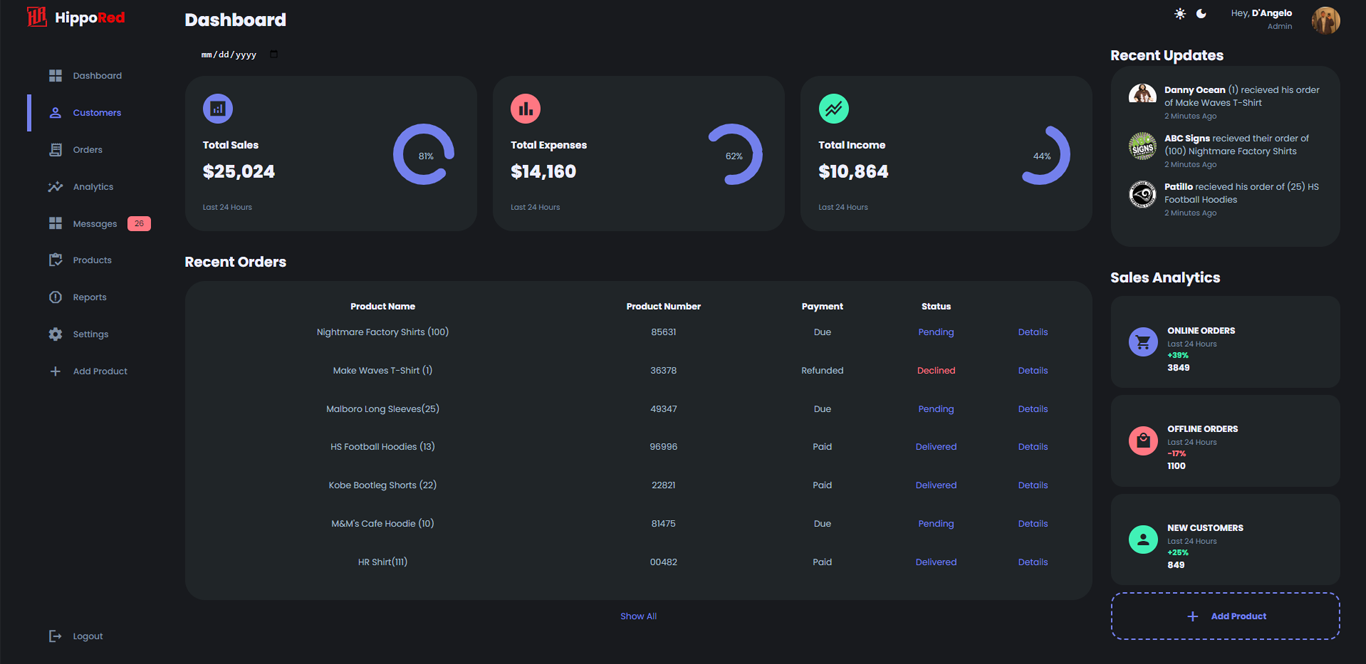 HippoRed
Dashboard
Customers
Orders
Analytics
Messages 26
Products
Reports
Settings
Add Product
Logout
Dashboard
mm/dd/yyyy
Total Sales
$25,024
81%
Last 24 Hours
Total Expenses
$14,160
62%
Last 24 Hours
Total Income
$10,864
44%
Last 24 Hours
Recent Orders
Product Name Product Number Payment Status
Nightmare Factory Shirts (100) 85631 Due Pending Details
Make Waves T-Shirt (1) 36378 Refunded Declined Details
Malboro Long Sleeves(25) 49347 Due Pending Details
HS Football Hoodies (13) 96996 Paid Delivered Details
Kobe Bootleg Shorts (22) 22821 Paid Delivered Details
M&M's Cafe Hoodie (10) 81475 Due Pending Details
HR Shirt(111) 00482 Paid Delivered Details
Show All
Hey, D'Angelo
Admin
Recent Updates
Danny Ocean (1) recieved his order
of Make Waves T-Shirt
2 Minutes Ago
SIGNS
ABC Signs recieved their order of
(100) Nightmare Factory Shirts
2 Minutes Ago
Patillo recieved his order of (25) HS
Football Hoodies
2 Minutes Ago
Sales Analytics
ONLINE ORDERS
Last 24 Hours
+39%
3849
OFFLINE ORDERS
Last 24 Hours
-17%
1100
NEW CUSTOMERS
Last 24 Hours
+25%
849
Add Product